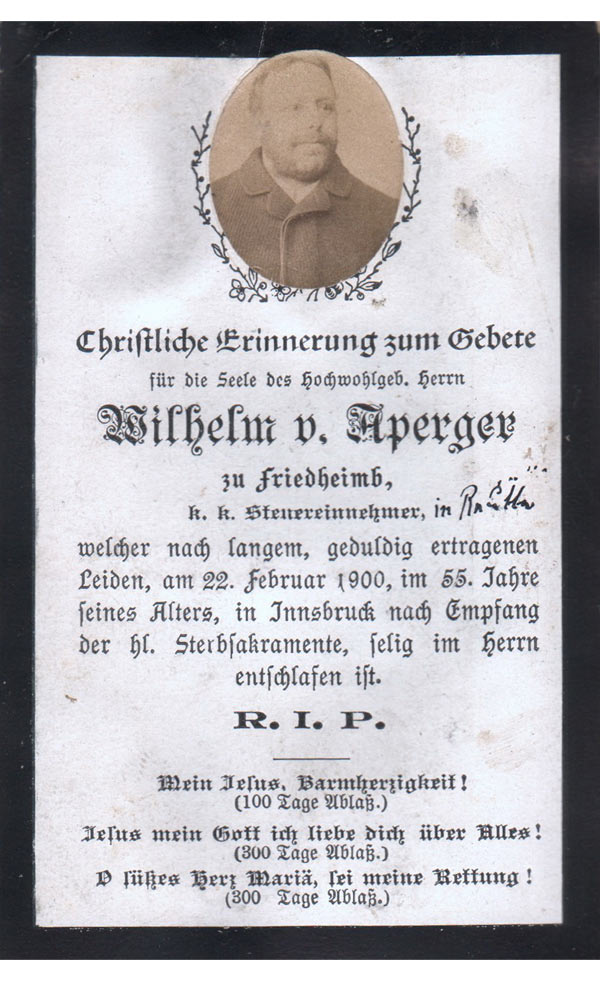 Christliche Erinnerung zum Gebete
für die Seele des Hochwohlgeb. Herrn
Wilhelm v. Aperger
zu Friedheimb,
k. k. Steuereinnehmer, in Reutte
welcher nach langem, geduldig ertragenen
Leiden, am 22. Februar 1900, im 55. Jahre
seines Alters, in Innsbruck nach Empfang
der hl. Sterbsakramente, selig im Herrn
entschlafen ist.
R. I. P.
Mein Jesus, Barmherzigkeit!
(100 Tage Ablaß.)
Jesus mein Gott ich liebe dich über Alles!
(300 Tage Ablaß.)
O süßes Herz Mariä, sei meine Rettung!
(300 Tage Ablaß.)